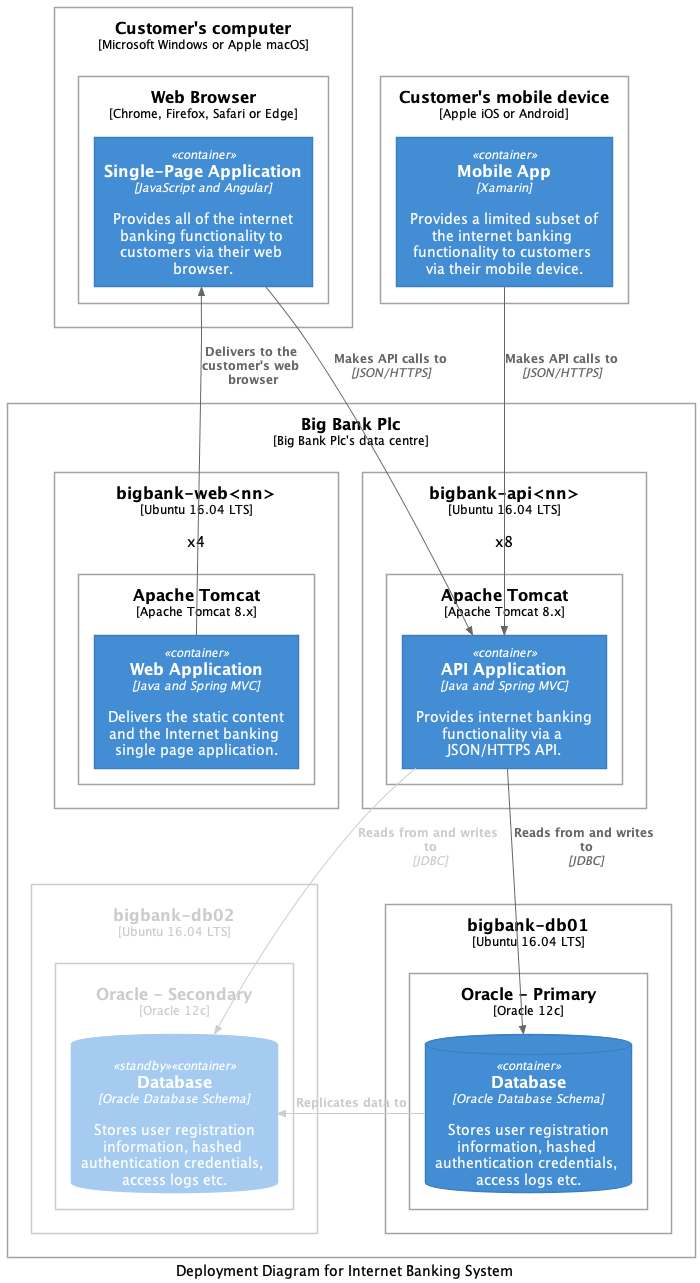 Customer's computer
[Microsoft Windows or Apple macOS]
Web Browser
[Chrome, Firefox, Safari or Edge]
«container»
Single-Page Application
[JavaScript and Angular]
Provides all of the internet
banking functionality to
customers via their web
browser.
Customer's mobile device
[Apple iOS or Android]
«container»
Mobile App
[Xamarin]
Provides a limited subset of
the internet banking
functionality to customers
via their mobile device.
Delivers to the
customer's web
browser
Makes API calls to
[JSON/HTTPS]
Makes API calls to
[JSON/HTTPS]
Big Bank Plc
[Big Bank Plc's data centre]
bigbank-web<nn>
[Ubuntu 16.04 LTS]
x4
Apache Tomcat
[Apache Tomcat 8.x]
«container»
Web Application
[Java and Spring MVC]
Delivers the static content
and the Internet banking
single page application.
bigbank-api<nn>
[Ubuntu 16.04 LTS]
x8
Apache Tomcat
[Apache Tomcat 8.x]
«container»
API Application
[Java and Spring MVC]
Provides internet banking
functionality via a
JSON/HTTPS API.
Reads from and writes
to
[JDBC]
Reads from and writes
to
[JDBC]
bigbank-db02
[Ubuntu 16.04 LTS]
Oracle - Secondary
[Oracle 12c]
«standby»«container»
Database
[Oracle Database Schema]
Stores user registration
information, hashed
authentication credentials,
access logs etc.
Replicates data to
bigbank-db01
[Ubuntu 16.04 LTS]
Oracle - Primary
[Oracle 12c]
«container»
Database
[Oracle Database Schema]
Stores user registration
information, hashed
authentication credentials,
access logs etc.
Deployment Diagram for Internet Banking System